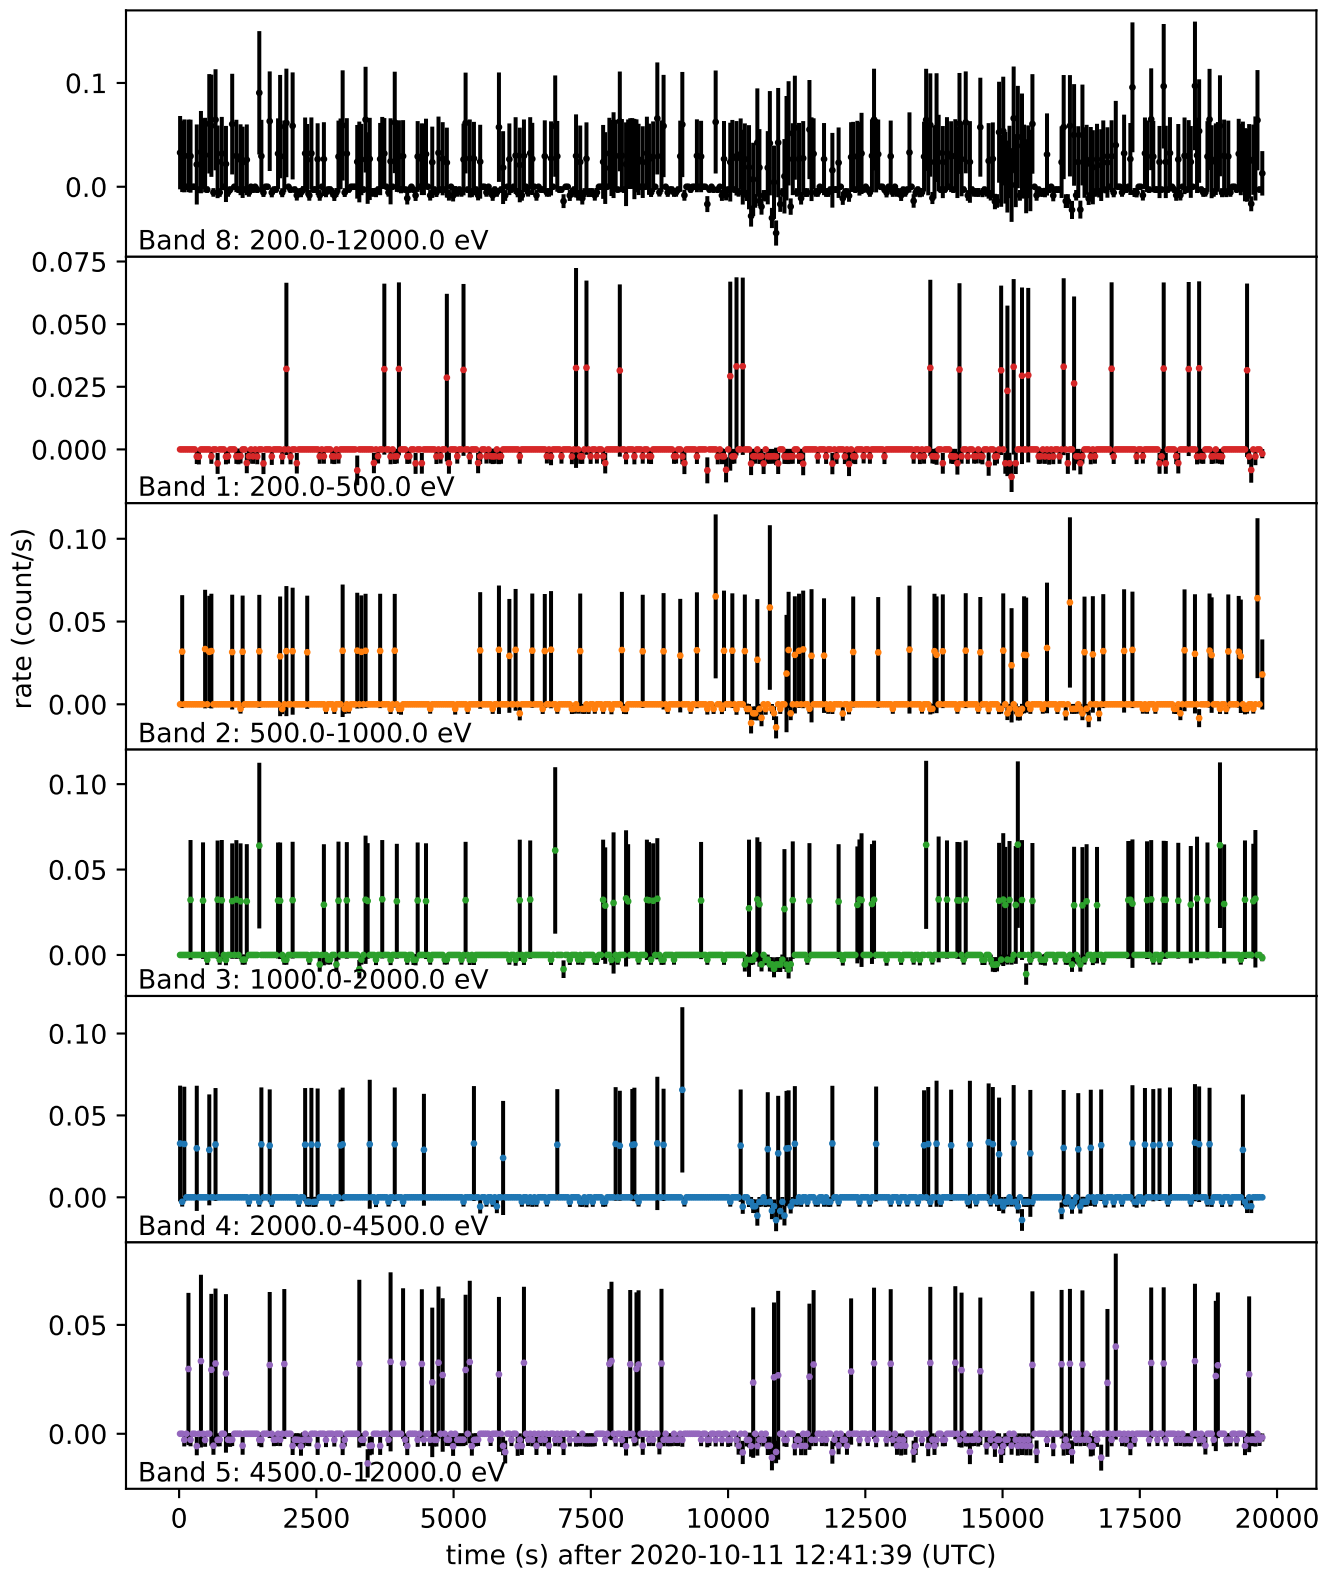 0.1
0.0
Band 8: 200.0-12000.0 eV
0.075
0.050
0.025
0.000
Band 1: 200.0-500.0 eV
rate (count/s)
0.10
0.05
0.00
Band 2: 500.0-1000.0 eV
0.10
0.05
0.00
Band 3: 1000.0-2000.0 eV
0.10
0.05
0.00
Band 4: 2000.0-4500.0 eV
0.05
0.00
Band 5: 4500.0-12000.0 eV
0 2500 5000 7500 10000 12500 15000 17500 20000
time (s) after 2020-10-11 12:41:39 (UTC)